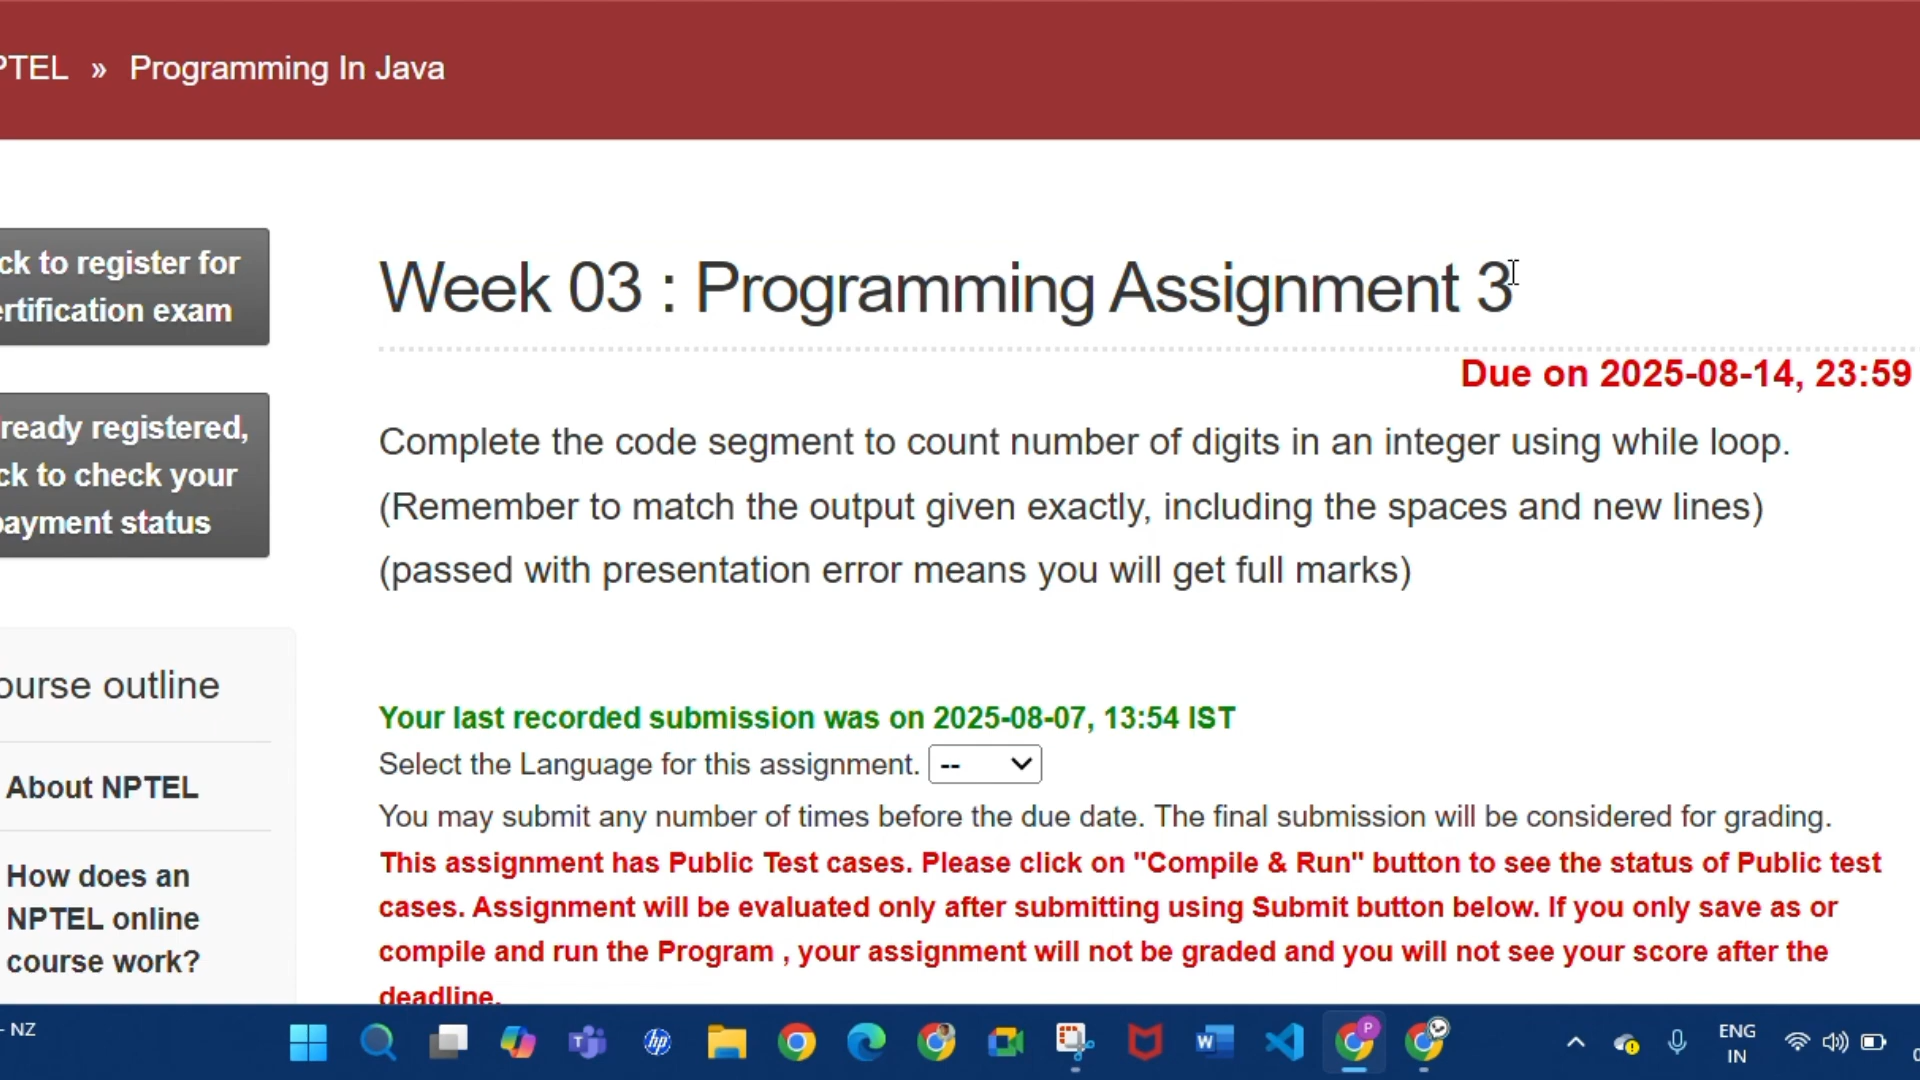 PTEL » Programming In Java
ck to register for
ertification exam
Week 03 : Programming Assignment 3
Due on 2025-08-14, 23:59
ready registered,
ck to check your
payment status
Complete the code segment to count number of digits in an integer using while loop.
(Remember to match the output given exactly, including the spaces and new lines)
(passed with presentation error means you will get full marks)
ourse outline
About NPTEL
How does an
NPTEL online
course work?
Your last recorded submission was on 2025-08-07, 13:54 IST
Select the Language for this assignment. --
You may submit any number of times before the due date. The final submission will be considered for grading.
This assignment has Public Test cases. Please click on "Compile & Run" button to see the status of Public test
cases. Assignment will be evaluated only after submitting using Submit button below. If you only save as or
compile and run the Program , your assignment will not be graded and you will not see your score after the
deadline.
- NZ
ENG
IN